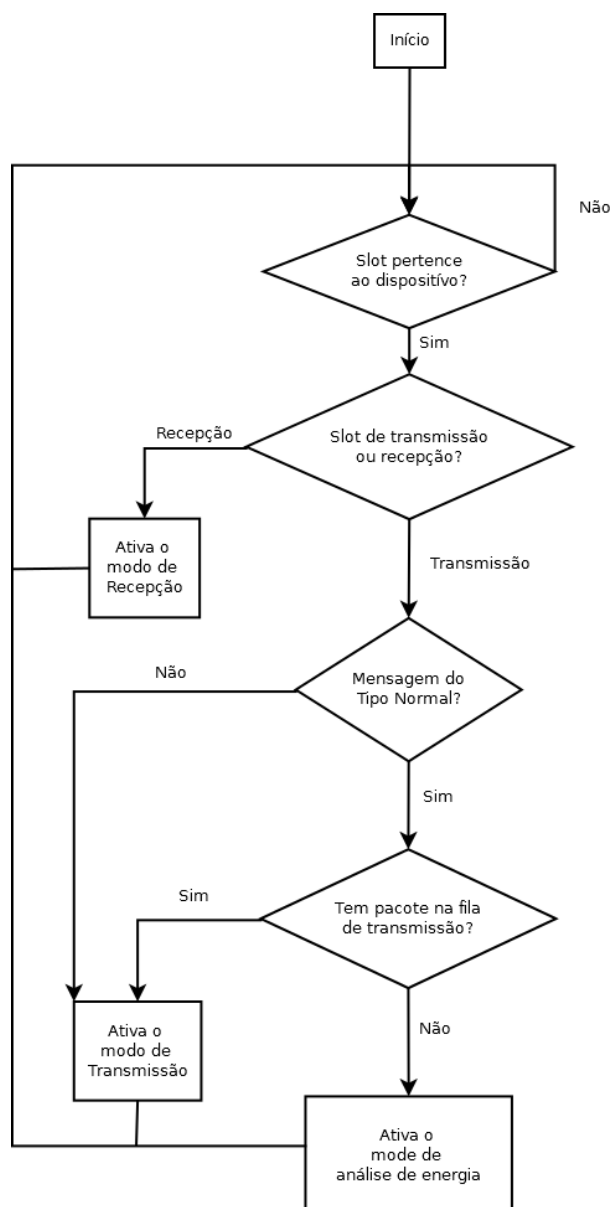 Início
Não
Slot pertence
ao dispositívo?
Sim
Recepção
Slot de transmissão
ou recepção?
Ativa o
modo de
Recepção
Transmissão
Não
Mensagem do
Tipo Normal?
Sim
Sim
Tem pacote na fila
de transmissão?
Ativa o
modo de
Transmissão
Não
Ativa o
mode de
análise de energia